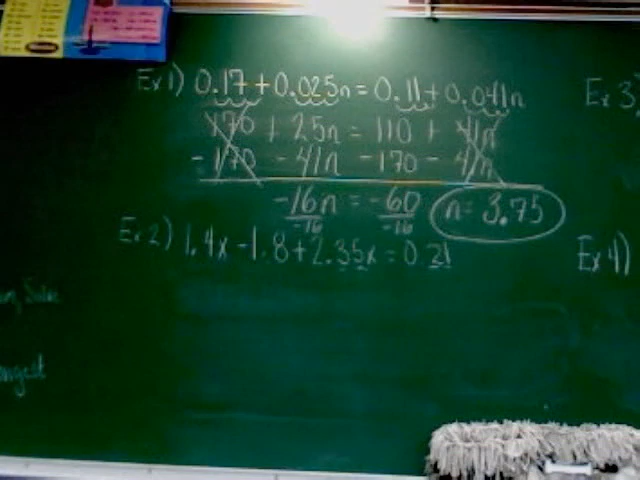 Ex 1) 0.17 + 0.025n = 0.11 + 0.041n
170 + 25n = 110 + 41n
- 170 - 41n - 170 - 41n
-16n = -60
-16 -16
n = 3.75
Ex 2) 1.4x - 1.8 + 2.35x = 0.21
Ex 3)
Ex 4)